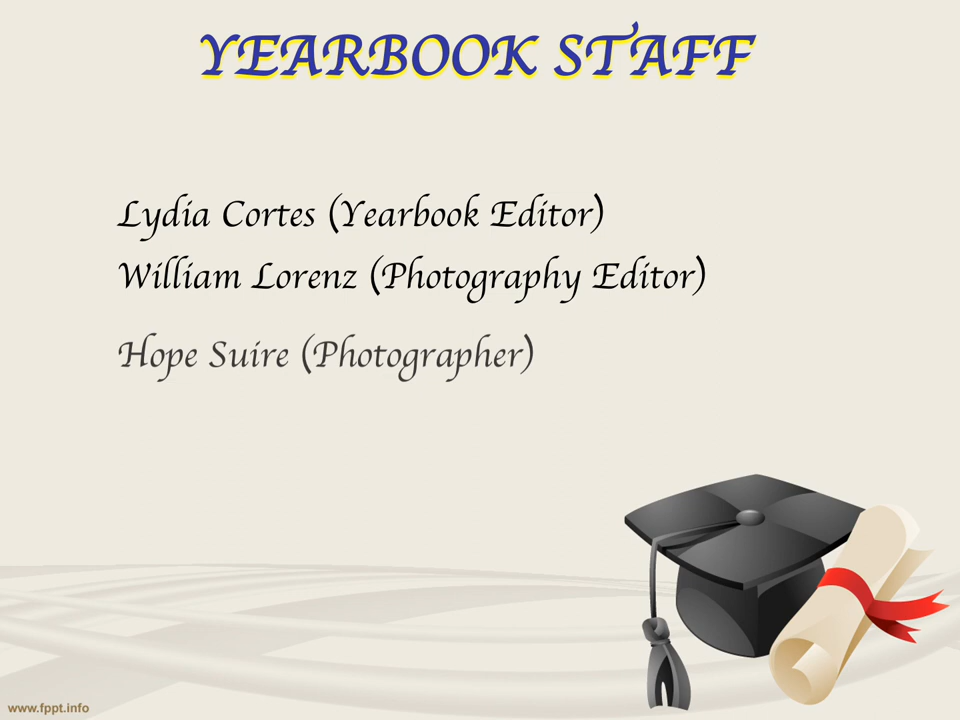 YEARBOOK STAFF
Lydia Cortes (Yearbook Editor)
William Lorenz (Photography Editor)
Hope Suire (Photographer)
www.fppt.info